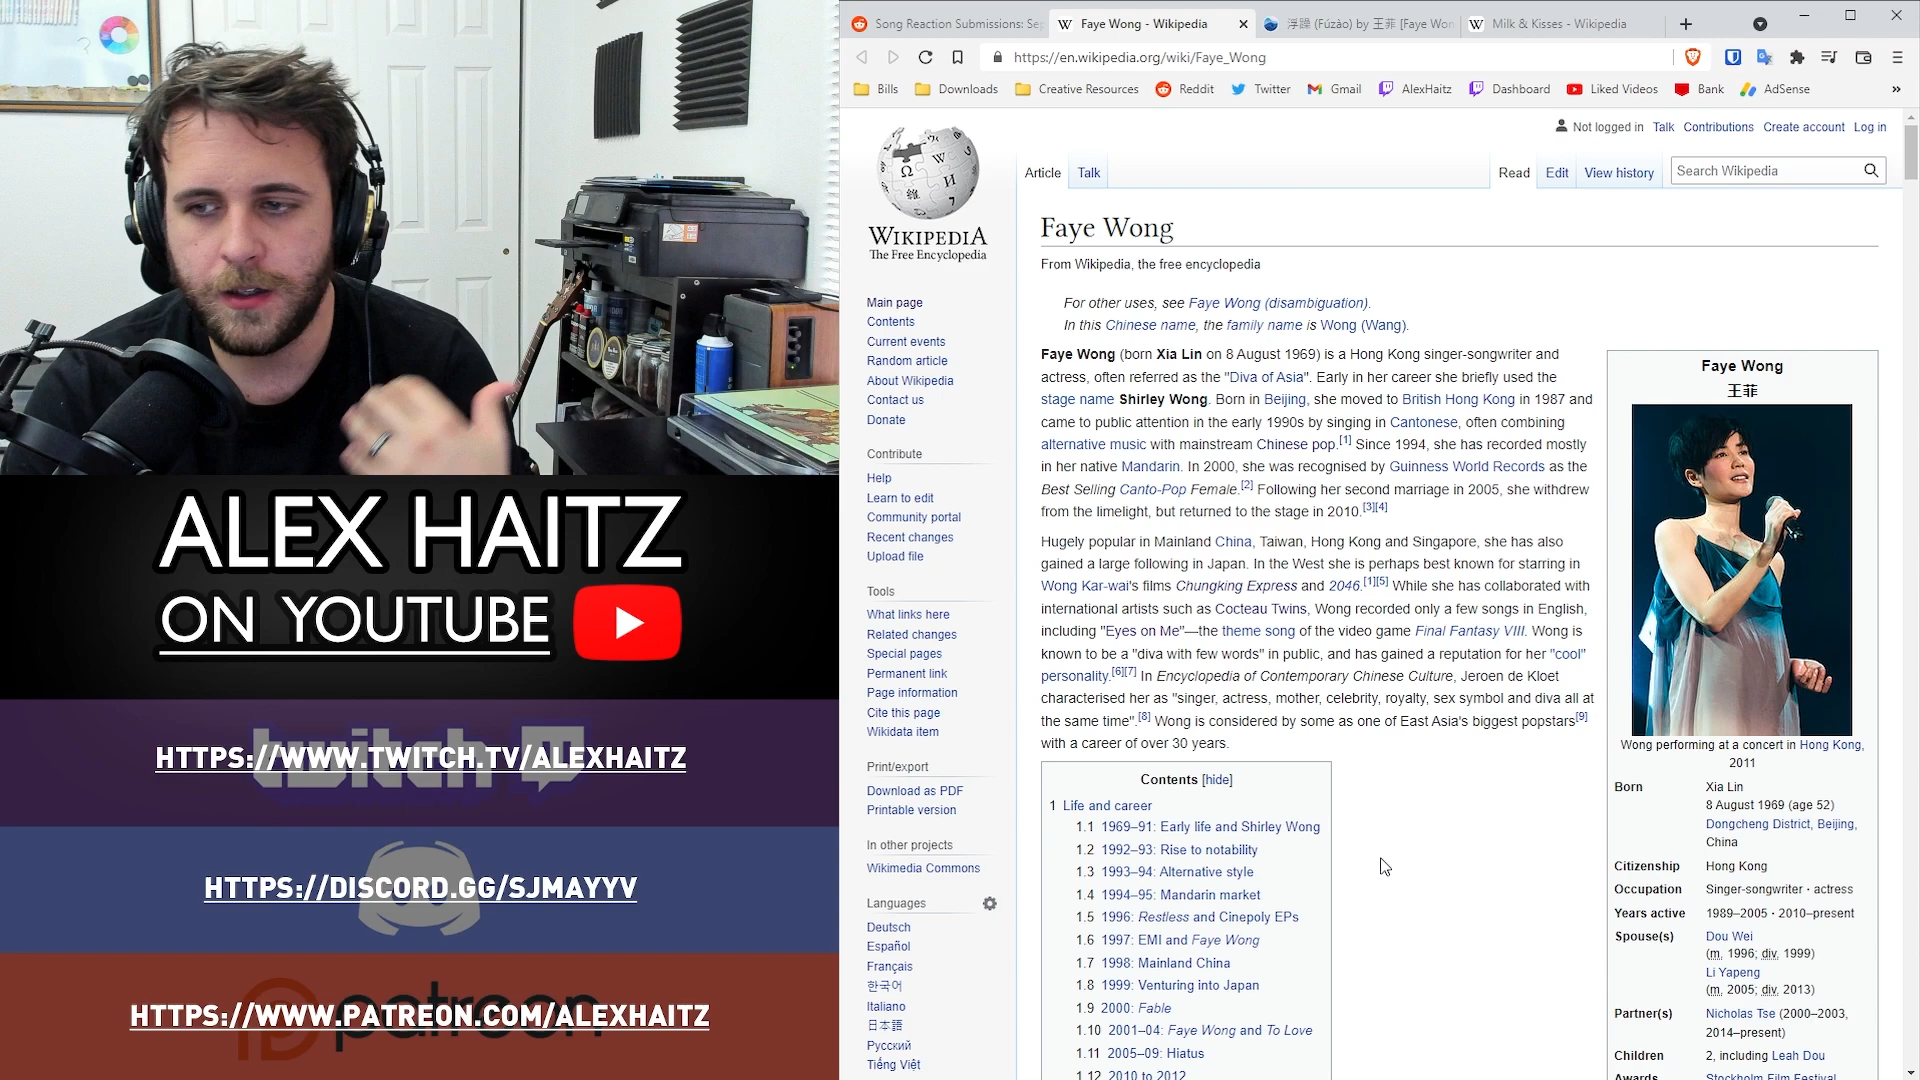 ALEX HAITZ
ON YOUTUBE
twitch
HTTPS://WWW.TWITCH.TV/ALEXHAITZ
HTTPS://DISCORD.GG/SJMAYYV
patreon
HTTPS://WWW.PATREON.COM/ALEXHAITZ
Song Reaction Submissions: Se
Faye Wong - Wikipedia
浮躁 (Fúzào) by 王菲 [Faye Won
Milk & Kisses - Wikipedia
https://en.wikipedia.org/wiki/Faye_Wong
Bills
Downloads
Creative Resources
Reddit
Twitter
Gmail
AlexHaitz
Dashboard
Liked Videos
Bank
AdSense
»
WIKIPEDIA
The Free Encyclopedia
Main page
Contents
Current events
Random article
About Wikipedia
Contact us
Donate
Contribute
Help
Learn to edit
Community portal
Recent changes
Upload file
Tools
What links here
Related changes
Special pages
Permanent link
Page information
Cite this page
Wikidata item
Print/export
Download as PDF
Printable version
In other projects
Wikimedia Commons
Languages
Deutsch
Español
Français
한국어
Italiano
日本語
Русский
Tiếng Việt
Not logged in Talk Contributions Create account Log in
Article Talk
Read Edit View history
Search Wikipedia
Faye Wong
From Wikipedia, the free encyclopedia
For other uses, see Faye Wong (disambiguation).
In this Chinese name, the family name is Wong (Wang).
Faye Wong (born Xia Lin on 8 August 1969) is a Hong Kong singer-songwriter and
actress, often referred as the "Diva of Asia". Early in her career she briefly used the
stage name Shirley Wong. Born in Beijing, she moved to British Hong Kong in 1987 and
came to public attention in the early 1990s by singing in Cantonese, often combining
alternative music with mainstream Chinese pop.[1] Since 1994, she has recorded mostly
in her native Mandarin. In 2000, she was recognised by Guinness World Records as the
Best Selling Canto-Pop Female.[2] Following her second marriage in 2005, she withdrew
from the limelight, but returned to the stage in 2010.[3][4]
Hugely popular in Mainland China, Taiwan, Hong Kong and Singapore, she has also
gained a large following in Japan. In the West she is perhaps best known for starring in
Wong Kar-wai's films Chungking Express and 2046.[1][5] While she has collaborated with
international artists such as Cocteau Twins, Wong recorded only a few songs in English,
including "Eyes on Me"—the theme song of the video game Final Fantasy VIII. Wong is
known to be a "diva with few words" in public, and has gained a reputation for her "cool"
personality.[6][7] In Encyclopedia of Contemporary Chinese Culture, Jeroen de Kloet
characterised her as "singer, actress, mother, celebrity, royalty, sex symbol and diva all at
the same time".[8] Wong is considered by some as one of East Asia's biggest popstars[9]
with a career of over 30 years.
Contents [hide]
1 Life and career
1.1 1969–91: Early life and Shirley Wong
1.2 1992–93: Rise to notability
1.3 1993–94: Alternative style
1.4 1994–95: Mandarin market
1.5 1996: Restless and Cinepoly EPs
1.6 1997: EMI and Faye Wong
1.7 1998: Mainland China
1.8 1999: Venturing into Japan
1.9 2000: Fable
1.10 2001–04: Faye Wong and To Love
1.11 2005–09: Hiatus
1.12 2010 to 2012
Faye Wong
王菲
Wong performing at a concert in Hong Kong,
2011
Born Xia Lin
8 August 1969 (age 52)
Dongcheng District, Beijing,
China
Citizenship Hong Kong
Occupation Singer-songwriter · actress
Years active 1989–2005 · 2010–present
Spouse(s) Dou Wei
(m. 1996; div. 1999)
Li Yapeng
(m. 2005; div. 2013)
Partner(s) Nicholas Tse (2000–2003,
2014–present)
Children 2, including Leah Dou
Awards Stockholm Film Festival